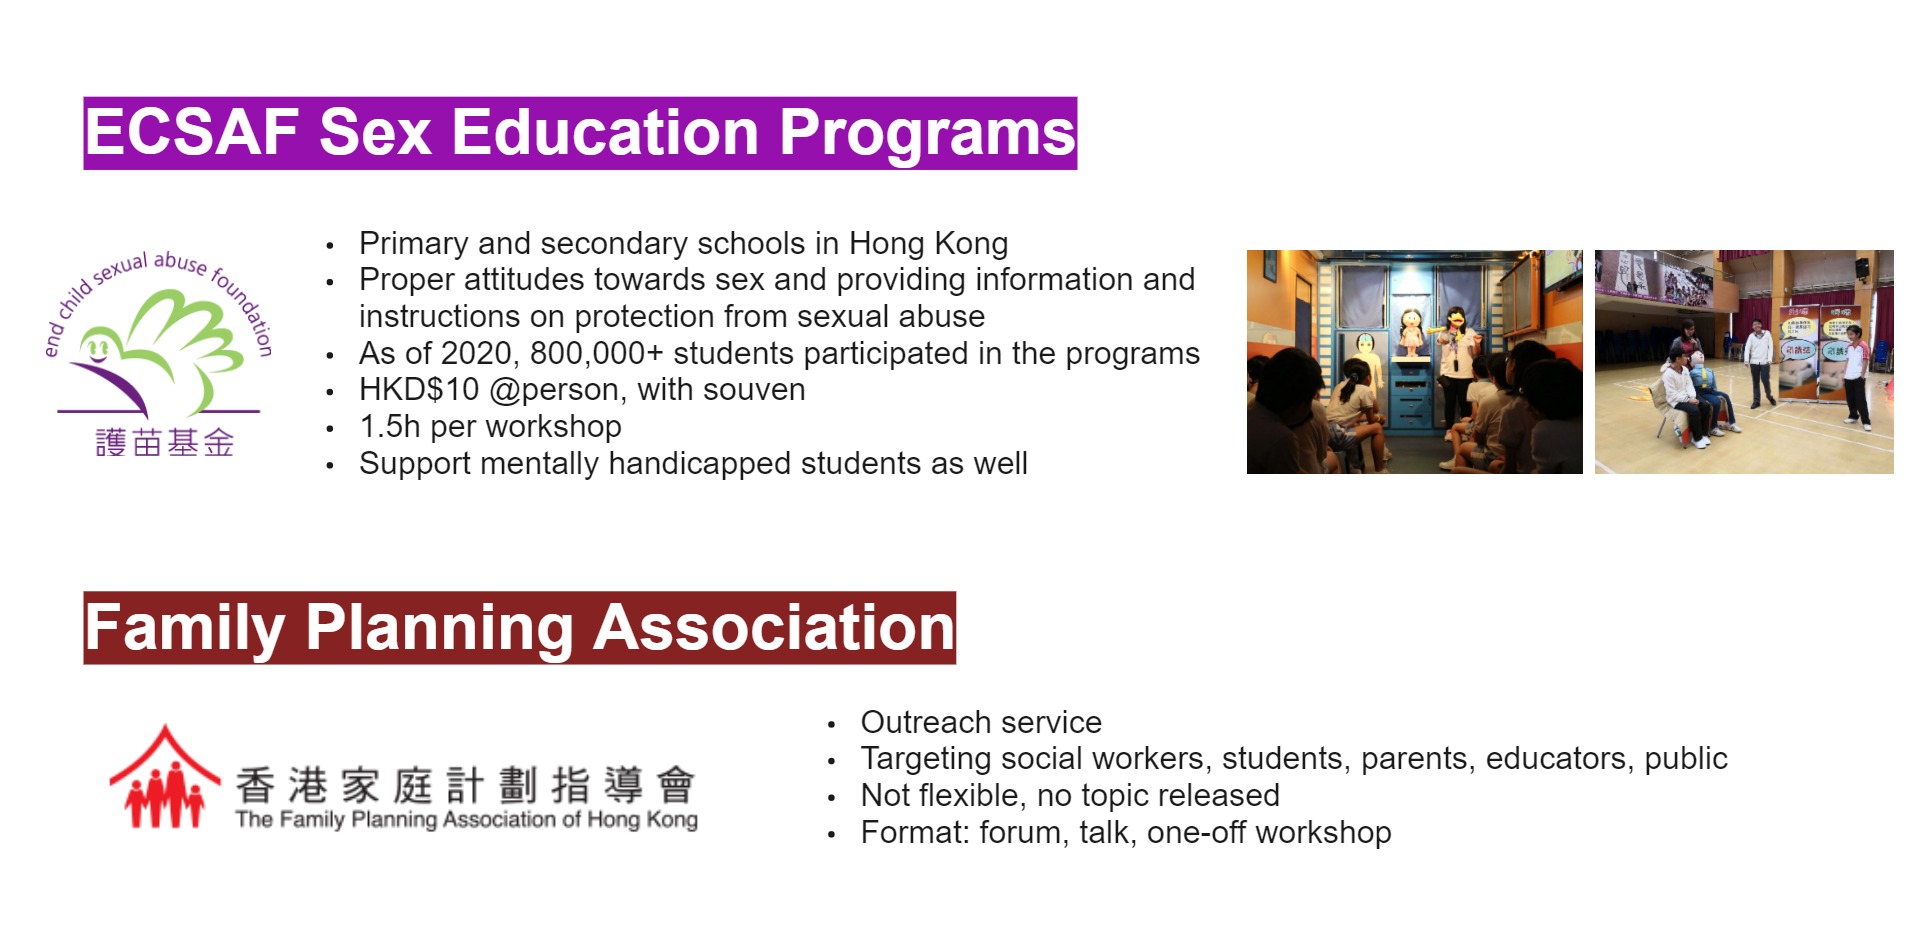 ECSAF Sex Education Programs
end child sexual abuse foundation
護苗基金
• Primary and secondary schools in Hong Kong
• Proper attitudes towards sex and providing information and
instructions on protection from sexual abuse
• As of 2020, 800,000+ students participated in the programs
• HKD$10 @person, with souven
• 1.5h per workshop
• Support mentally handicapped students as well
Family Planning Association
香港家庭計劃指導會
The Family Planning Association of Hong Kong
• Outreach service
• Targeting social workers, students, parents, educators, public
• Not flexible, no topic released
• Format: forum, talk, one-off workshop